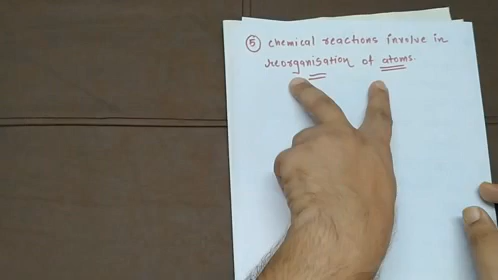 ⑤ chemical reactions involve in
reorganisation of atoms.